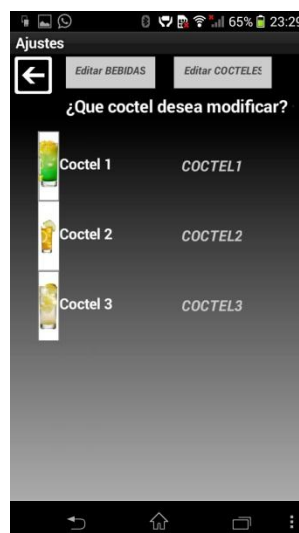 65% 23:29
Ajustes
Editar BEBIDAS Editar COCTELES
¿Que coctel desea modificar?
Coctel 1 COCTEL1
Coctel 2 COCTEL2
Coctel 3 COCTEL3